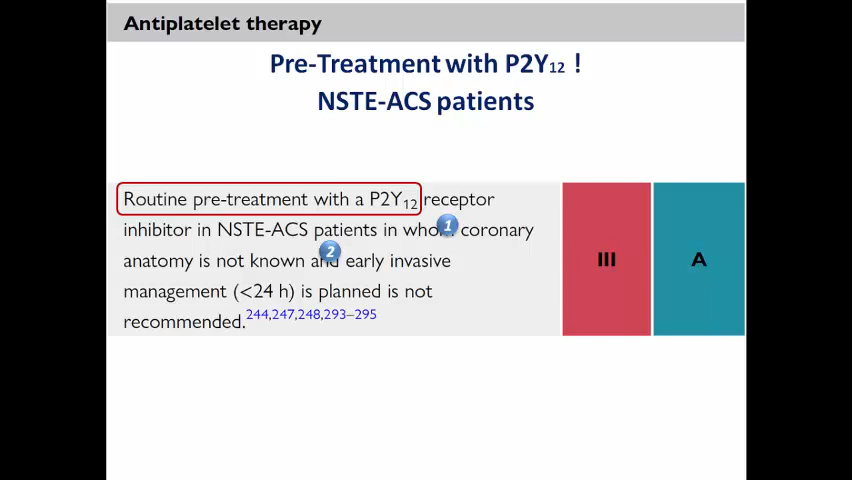 Antiplatelet therapy
Pre-Treatment with P2Y12 !
NSTE-ACS patients
Routine pre-treatment with a P2Y12 receptor
inhibitor in NSTE-ACS patients in whom 1 coronary
anatomy is not known and 2 early invasive
management (<24 h) is planned is not
recommended.244,247,248,293–295
III
A